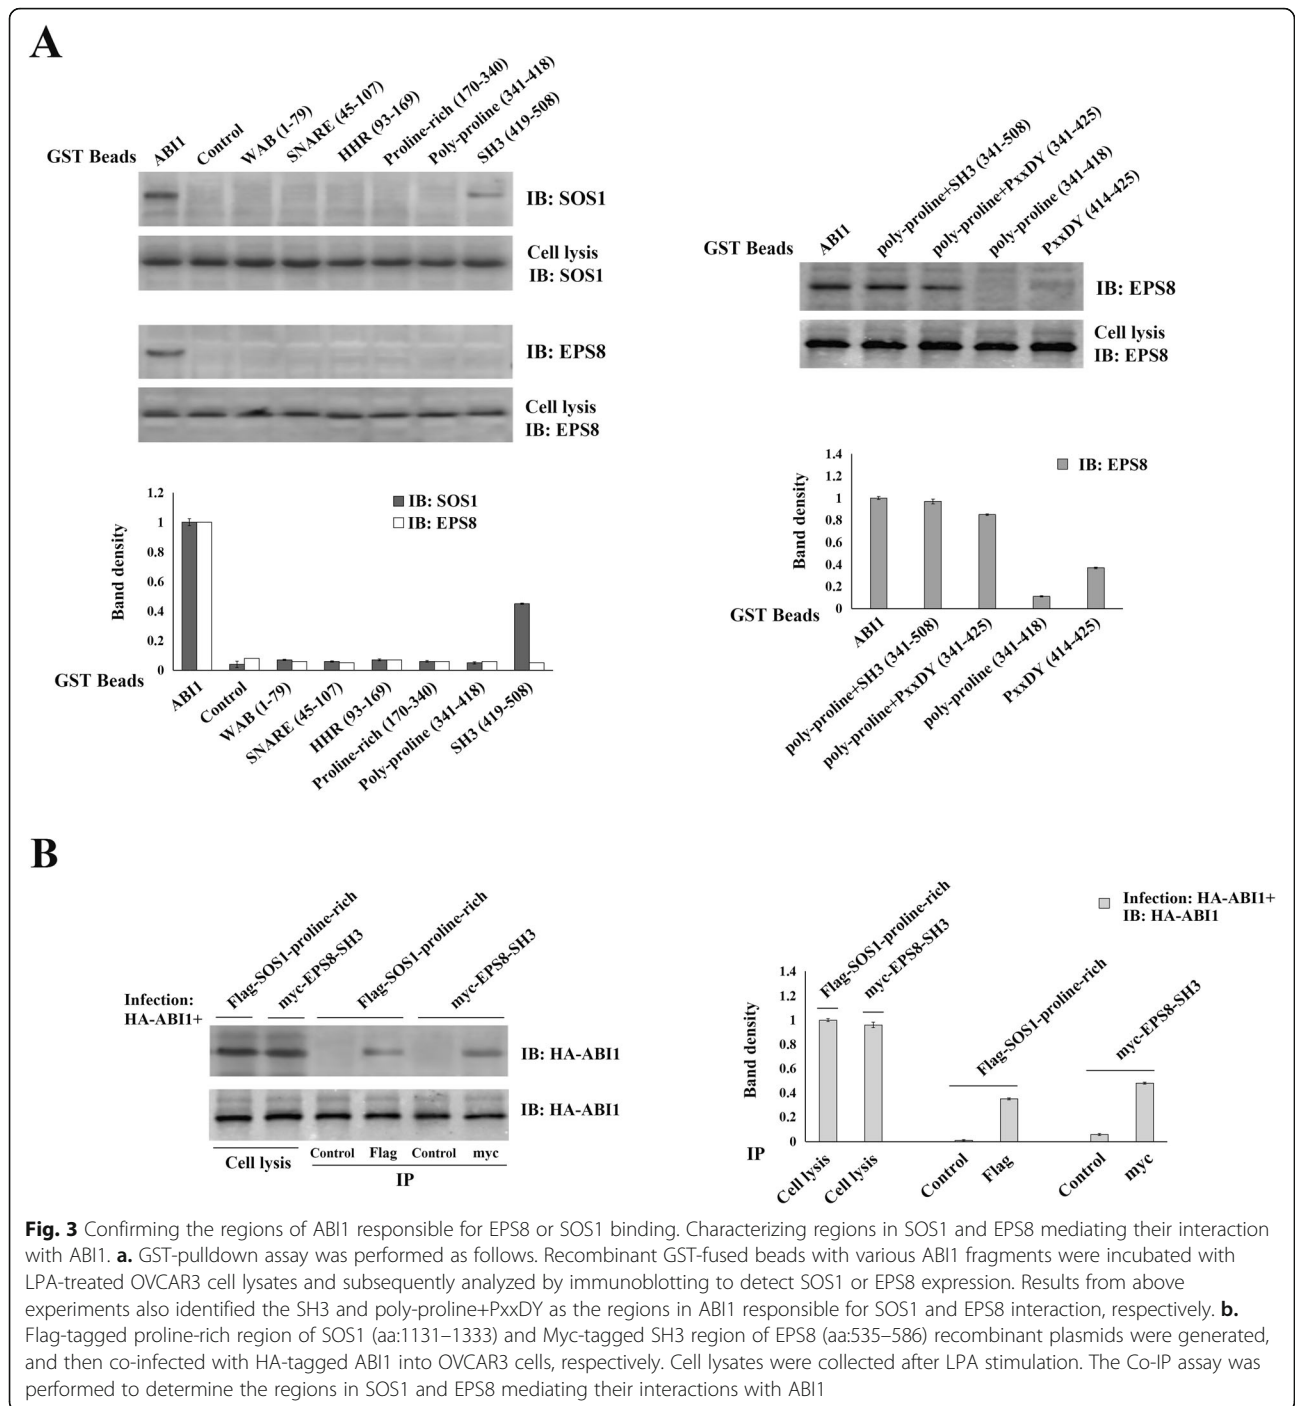 A
GST Beads
ABI1
Control
WAB (1-79)
SNARE (45-107)
HHR (93-169)
Proline-rich (170-340)
Poly-proline (341-418)
SH3 (419-508)
IB: SOS1
Cell lysis
IB: SOS1
IB: EPS8
Cell lysis
IB: EPS8
GST Beads
ABI1
poly-proline+SH3 (341-508)
poly-proline+PxxDY (341-425)
poly-proline (341-418)
PxxDY (414-425)
IB: EPS8
Cell lysis
IB: EPS8
Band density
1.2
1
0.8
0.6
0.4
0.2
0
IB: SOS1
IB: EPS8
GST Beads
ABI1
Control
WAB (1-79)
SNARE (45-107)
HHR (93-169)
Proline-rich (170-340)
Poly-proline (341-418)
SH3 (419-508)
Band density
1.4
1.2
1
0.8
0.6
0.4
0.2
0
IB: EPS8
GST Beads
ABI1
poly-proline+SH3 (341-508)
poly-proline+PxxDY (341-425)
poly-proline (341-418)
PxxDY (414-425)
B
Infection:
HA-ABI1+
Flag-SOS1-proline-rich
myc-EPS8-SH3
Flag-SOS1-proline-rich
myc-EPS8-SH3
IB: HA-ABI1
IB: HA-ABI1
Cell lysis
Control Flag Control myc
IP
Infection: HA-ABI1+
IB: HA-ABI1
Band density
1.4
1.2
1
0.8
0.6
0.4
0.2
0
Flag-SOS1-proline-rich
myc-EPS8-SH3
Flag-SOS1-proline-rich
myc-EPS8-SH3
IP
Cell lysis
Cell lysis
Control
Flag
Control
myc
Fig. 3 Confirming the regions of ABI1 responsible for EPS8 or SOS1 binding. Characterizing regions in SOS1 and EPS8 mediating their interaction
with ABI1. a. GST-pulldown assay was performed as follows. Recombinant GST-fused beads with various ABI1 fragments were incubated with
LPA-treated OVCAR3 cell lysates and subsequently analyzed by immunoblotting to detect SOS1 or EPS8 expression. Results from above
experiments also identified the SH3 and poly-proline+PxxDY as the regions in ABI1 responsible for SOS1 and EPS8 interaction, respectively. b.
Flag-tagged proline-rich region of SOS1 (aa:1131–1333) and Myc-tagged SH3 region of EPS8 (aa:535–586) recombinant plasmids were generated,
and then co-infected with HA-tagged ABI1 into OVCAR3 cells, respectively. Cell lysates were collected after LPA stimulation. The Co-IP assay was
performed to determine the regions in SOS1 and EPS8 mediating their interactions with ABI1